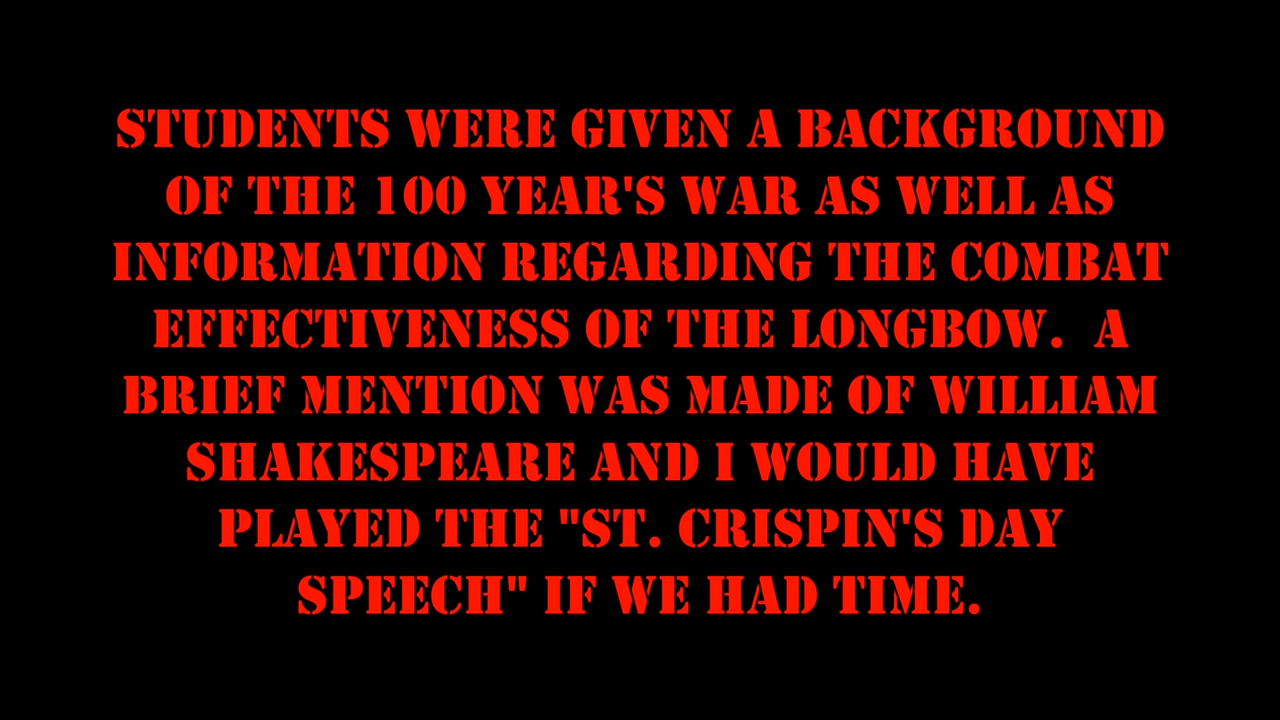 STUDENTS WERE GIVEN A BACKGROUND
OF THE 100 YEAR'S WAR AS WELL AS
INFORMATION REGARDING THE COMBAT
EFFECTIVENESS OF THE LONGBOW.  A
BRIEF MENTION WAS MADE OF WILLIAM
SHAKESPEARE AND I WOULD HAVE
PLAYED THE "ST. CRISPIN'S DAY
SPEECH" IF WE HAD TIME.